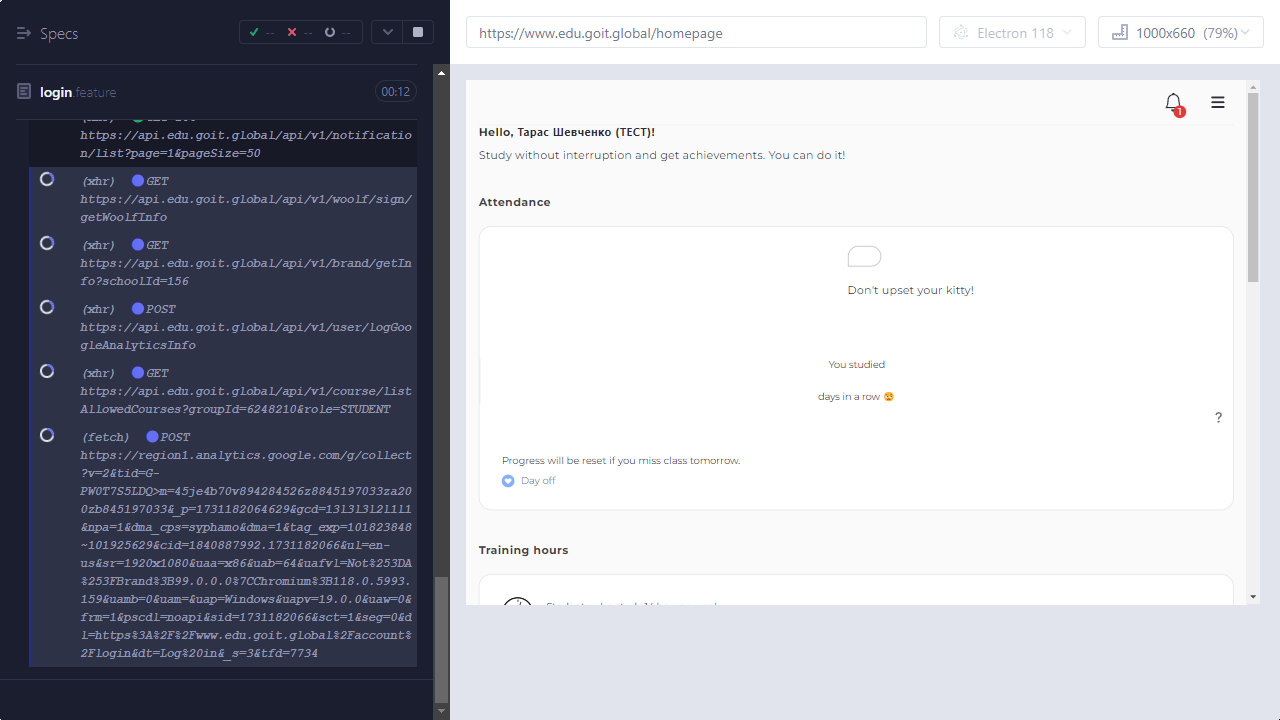 Specs
-- -- --
login.feature
00:12
https://api.edu.goit.global/api/v1/notificatio
n/list?page=1&pageSize=50
(xhr) GET
https://api.edu.goit.global/api/v1/woolf/sign/
getWoolfInfo
(xhr) GET
https://api.edu.goit.global/api/v1/brand/getIn
fo?schoolId=156
(xhr) POST
https://api.edu.goit.global/api/v1/user/logGoo
gleAnalyticsInfo
(xhr) GET
https://api.edu.goit.global/api/v1/course/list
AllowedCourses?groupId=6248210&role=STUDENT
(fetch) POST
https://region1.analytics.google.com/g/collect
?v=2&tid=G-
PW0T7S5LDQ>m=45je4b70v894284526z8845197033za20
0zb845197033&_p=1731182064629&gcd=13l3l3l2l1l1
&npa=1&dma_cps=syphamo&dma=1&tag_exp=101823848
~101925629&cid=1840887992.1731182066&ul=en-
us&sr=1920x1080&uaa=x86&uab=64&uafvl=Not%253DA
%253FBrand%3B99.0.0.0%7CChromium%3B118.0.5993.
159&uamb=0&uam=&uap=Windows&uapv=19.0.0&uaw=0&
frm=1&pscdl=noapi&sid=1731182066&sct=1&seg=0&d
l=https%3A%2F%2Fwww.edu.goit.global%2Faccount%
2Flogin&dt=Log%20in&_s=3&tfd=7734
https://www.edu.goit.global/homepage
Electron 118
1000x660 (79%)
1
Hello, Тарас Шевченко (ТЕСТ)!
Study without interruption and get achievements. You can do it!
Attendance
Don't upset your kitty!
You studied
days in a row
?
Progress will be reset if you miss class tomorrow.
Day off
Training hours